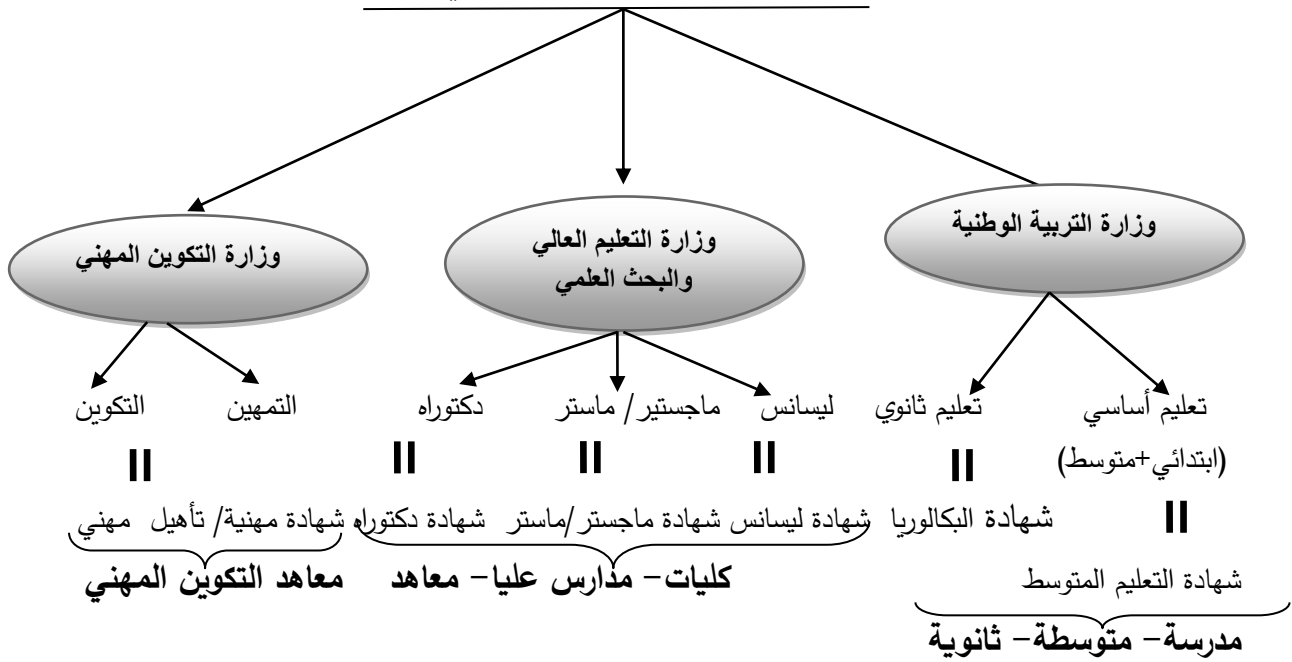 وزارة التربية الوطنية
وزارة التعليم العالي
والبحث العلمي
وزارة التكوين المهني
تعليم أساسي
تعليم ثانوي
ليسانس
ماجستير/ ماستر
دكتوراه
التمهين
التكوين
(ابتدائي+متوسط)
شهادة البكالوريا
شهادة ليسانس
شهادة ماجستر/ماستر
شهادة دكتوراه
شهادة مهنية/ تأهيل مهني
شهادة التعليم المتوسط
كليات- مدارس عليا- معاهد
معاهد التكوين المهني
مدرسة- متوسطة- ثانوية